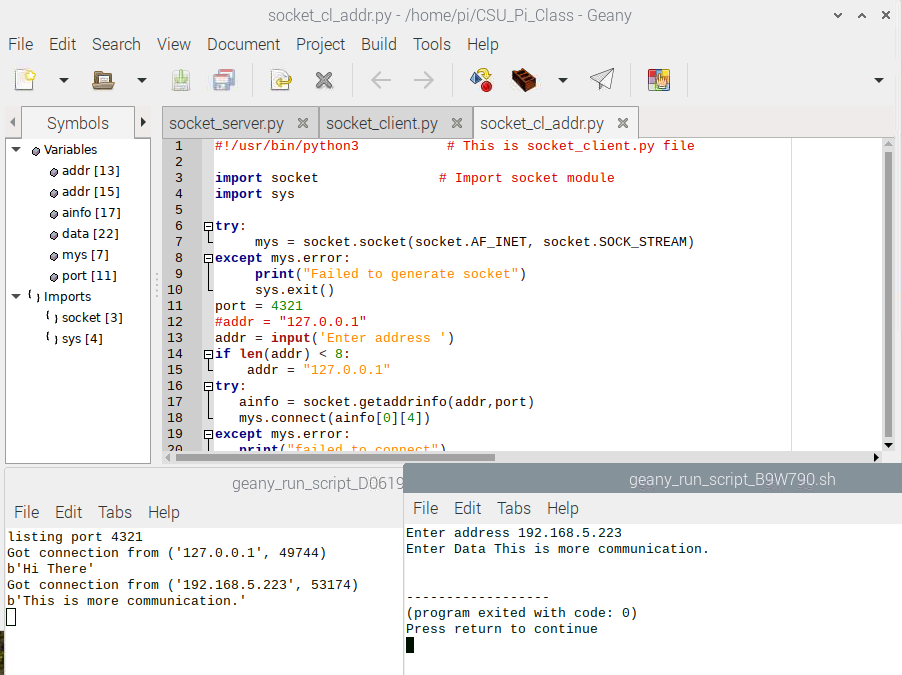 socket_cl_addr.py - /home/pi/CSU_Pi_Class - Geany
File Edit Search View Document Project Build Tools Help
Symbols
socket_server.py
socket_client.py
socket_cl_addr.py
Variables
addr [13]
addr [15]
ainfo [17]
data [22]
mys [7]
port [11]
Imports
socket [3]
sys [4]
1 #!/usr/bin/python3 # This is socket_client.py file
2
3 import socket # Import socket module
4 import sys
5
6 try:
7 mys = socket.socket(socket.AF_INET, socket.SOCK_STREAM)
8 except mys.error:
9 print("Failed to generate socket")
10 sys.exit()
11 port = 4321
12 #addr = "127.0.0.1"
13 addr = input('Enter address ')
14 if len(addr) < 8:
15 addr = "127.0.0.1"
16 try:
17 ainfo = socket.getaddrinfo(addr,port)
18 mys.connect(ainfo[0][4])
19 except mys.error:
20 print("failed to connect")
geany_run_script_D0619
File Edit Tabs Help
listing port 4321
Got connection from ('127.0.0.1', 49744)
b'Hi There'
Got connection from ('192.168.5.223', 53174)
b'This is more communication.'
geany_run_script_B9W790.sh
File Edit Tabs Help
Enter address 192.168.5.223
Enter Data This is more communication.
------------------
(program exited with code: 0)
Press return to continue